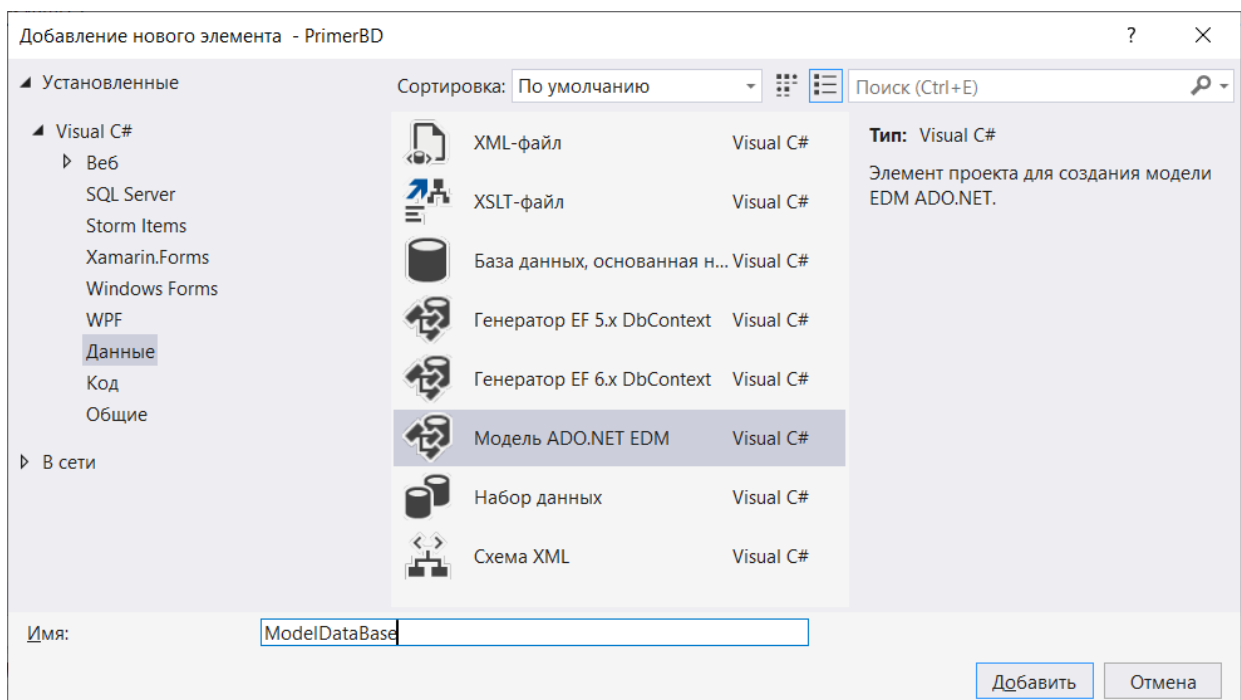 Добавление нового элемента - PrimerBD
?
Установленные
Visual C#
Веб
SQL Server
Storm Items
Xamarin.Forms
Windows Forms
WPF
Данные
Код
Общие
В сети
Сортировка: По умолчанию
Поиск (Ctrl+E)
XML-файл Visual C#
XSLT-файл Visual C#
База данных, основанная н... Visual C#
Генератор EF 5.x DbContext Visual C#
Генератор EF 6.x DbContext Visual C#
Модель ADO.NET EDM Visual C#
Набор данных Visual C#
Схема XML Visual C#
Тип: Visual C#
Элемент проекта для создания модели
EDM ADO.NET.
Имя: ModelDataBase
Добавить Отмена